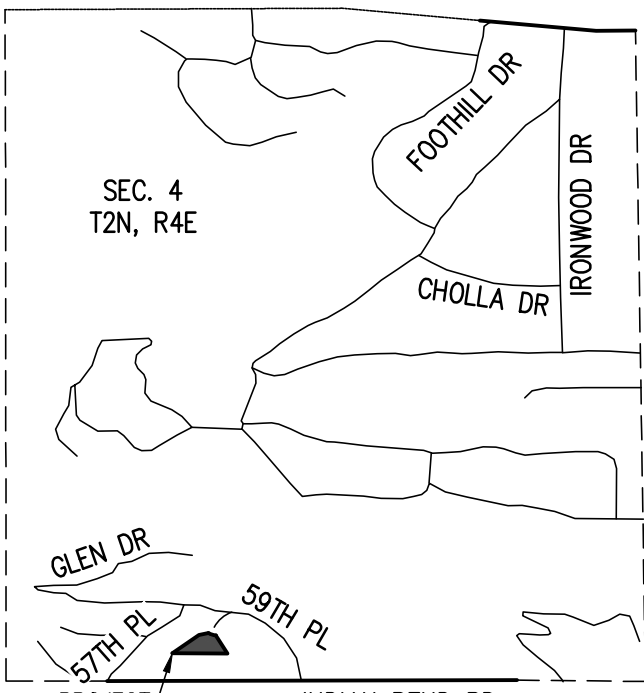 FOOTHILL DR
IRONWOOD DR
SEC. 4
T2N, R4E
CHOLLA DR
GLEN DR
59TH PL
57TH PL